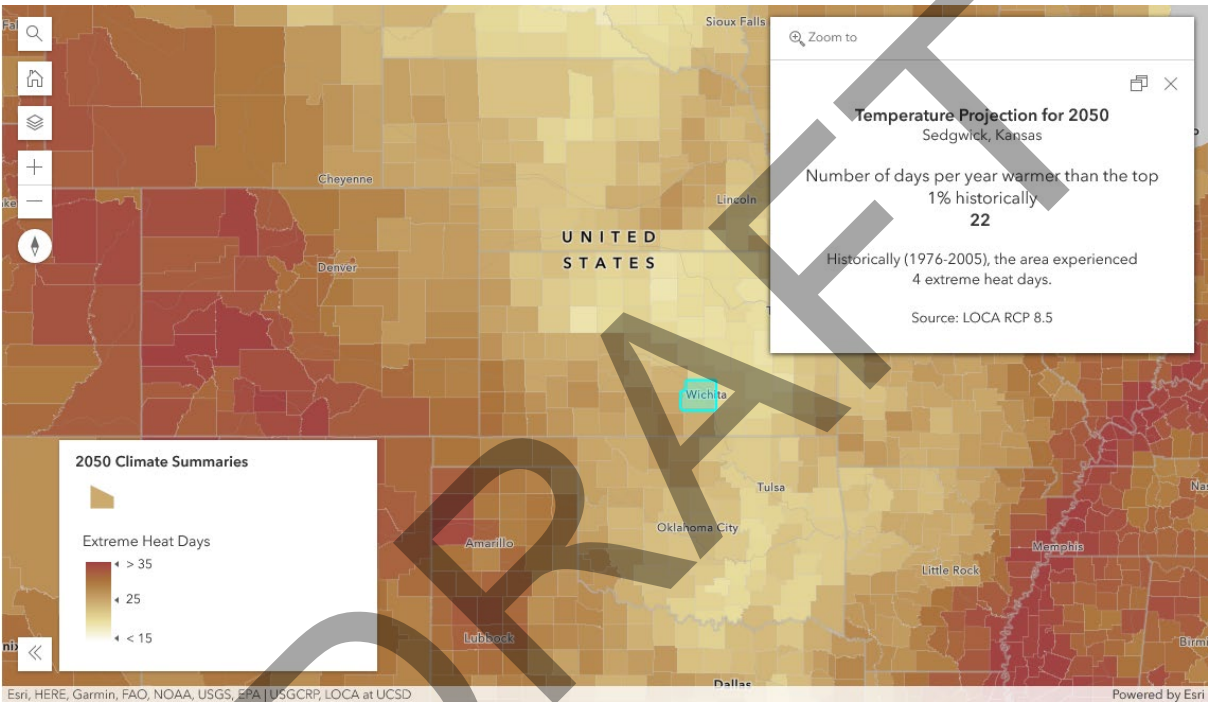 Sioux Falls
Zoom to
Temperature Projection for 2050
Sedgwick, Kansas
Number of days per year warmer than the top
1% historically
22
Historically (1976-2005), the area experienced
4 extreme heat days.
Source: LOCA RCP 8.5
Cheyenne
Lincoln
UNITED
STATES
Denver
Wichita
2050 Climate Summaries
Extreme Heat Days
> 35
25
< 15
Tulsa
Oklahoma City
Amarillo
Memphis
Little Rock
Lubbock
Dallas
DRAFT
Esri, HERE, Garmin, FAO, NOAA, USGS, EPA | USGCRP, LOCA at UCSD
Powered by Esri